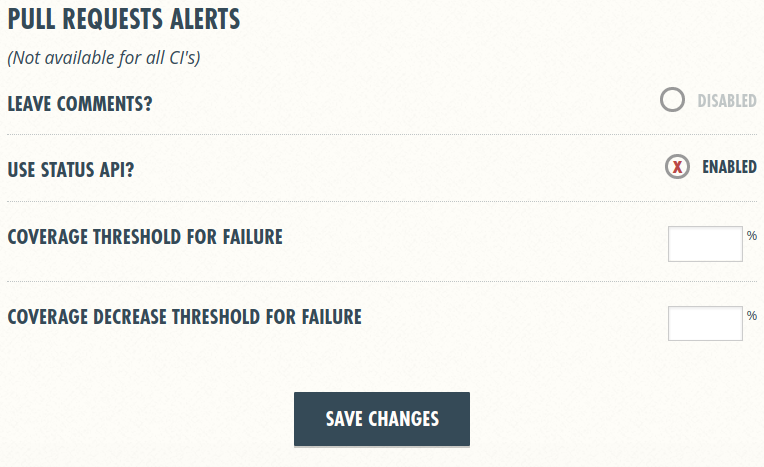 PULL REQUESTS ALERTS
(Not available for all CI's)
LEAVE COMMENTS? DISABLED
USE STATUS API? X ENABLED
COVERAGE THRESHOLD FOR FAILURE %
COVERAGE DECREASE THRESHOLD FOR FAILURE %
SAVE CHANGES